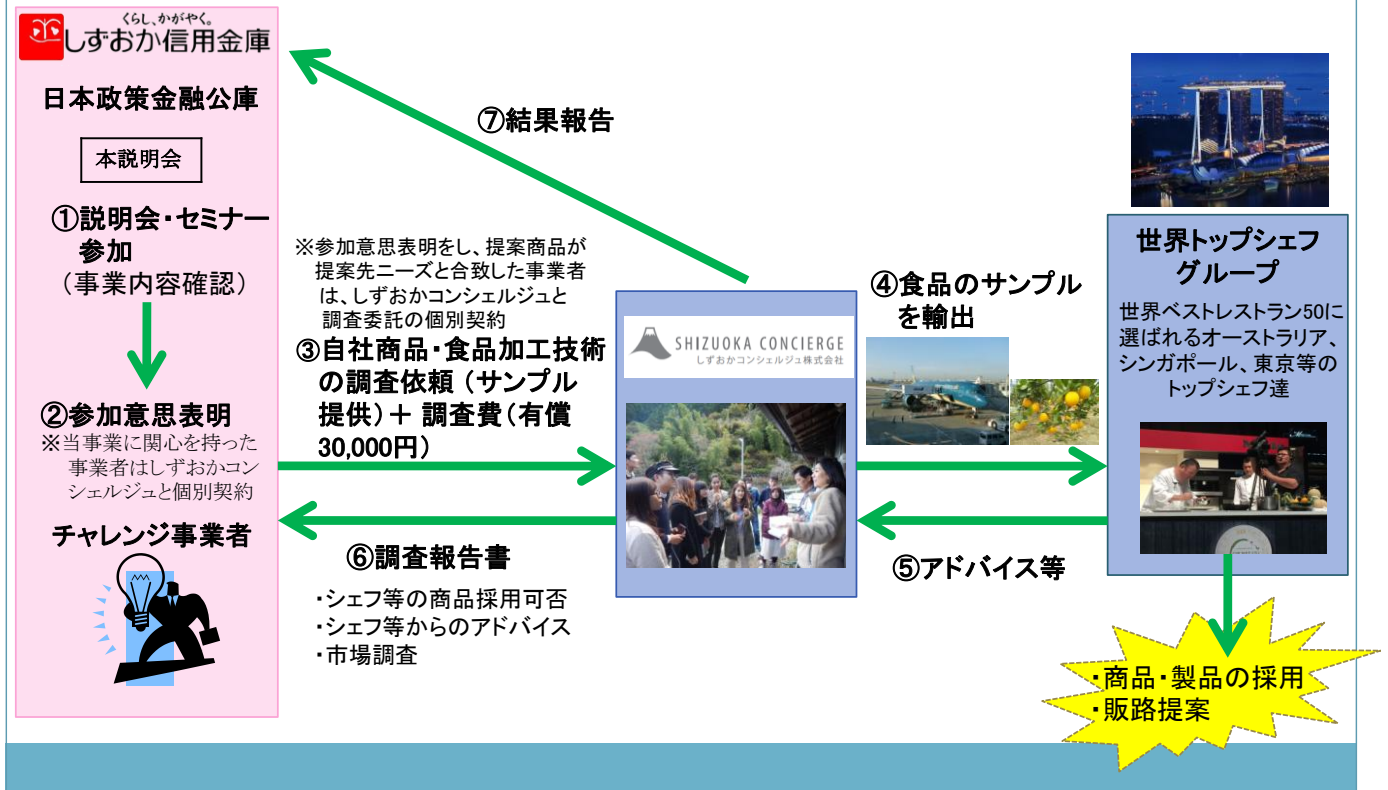 くらし、かがやく。
しずおか信用金庫
日本政策金融公庫
本説明会
①説明会・セミナー
参加
（事業内容確認）
②参加意思表明
※当事業に関心を持った
事業者はしずおかコン
シェルジュと個別契約
チャレンジ事業者
⑦結果報告
※参加意思表明をし、提案商品が
提案先ニーズと合致した事業者
は、しずおかコンシェルジュと
調査委託の個別契約
③自社商品・食品加工技術
の調査依頼（サンプル
提供）＋ 調査費（有償
30,000円）
⑥調査報告書
・シェフ等の商品採用可否
・シェフ等からのアドバイス
・市場調査
SHIZUOKA CONCIERGE
しずおかコンシェルジュ株式会社
④食品のサンプル
を輸出
⑤アドバイス等
世界トップシェフ
グループ
世界ベストレストラン50に
選ばれるオーストラリア、
シンガポール、東京等の
トップシェフ達
・商品・製品の採用
・販路提案